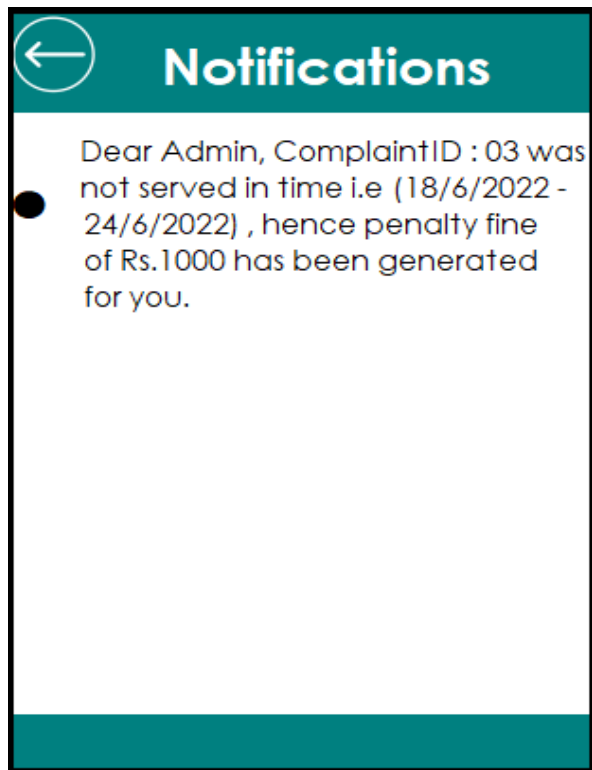 Notifications
Dear Admin, ComplaintID : 03 was
not served in time i.e (18/6/2022 -
24/6/2022) , hence penalty fine
of Rs.1000 has been generated
for you.